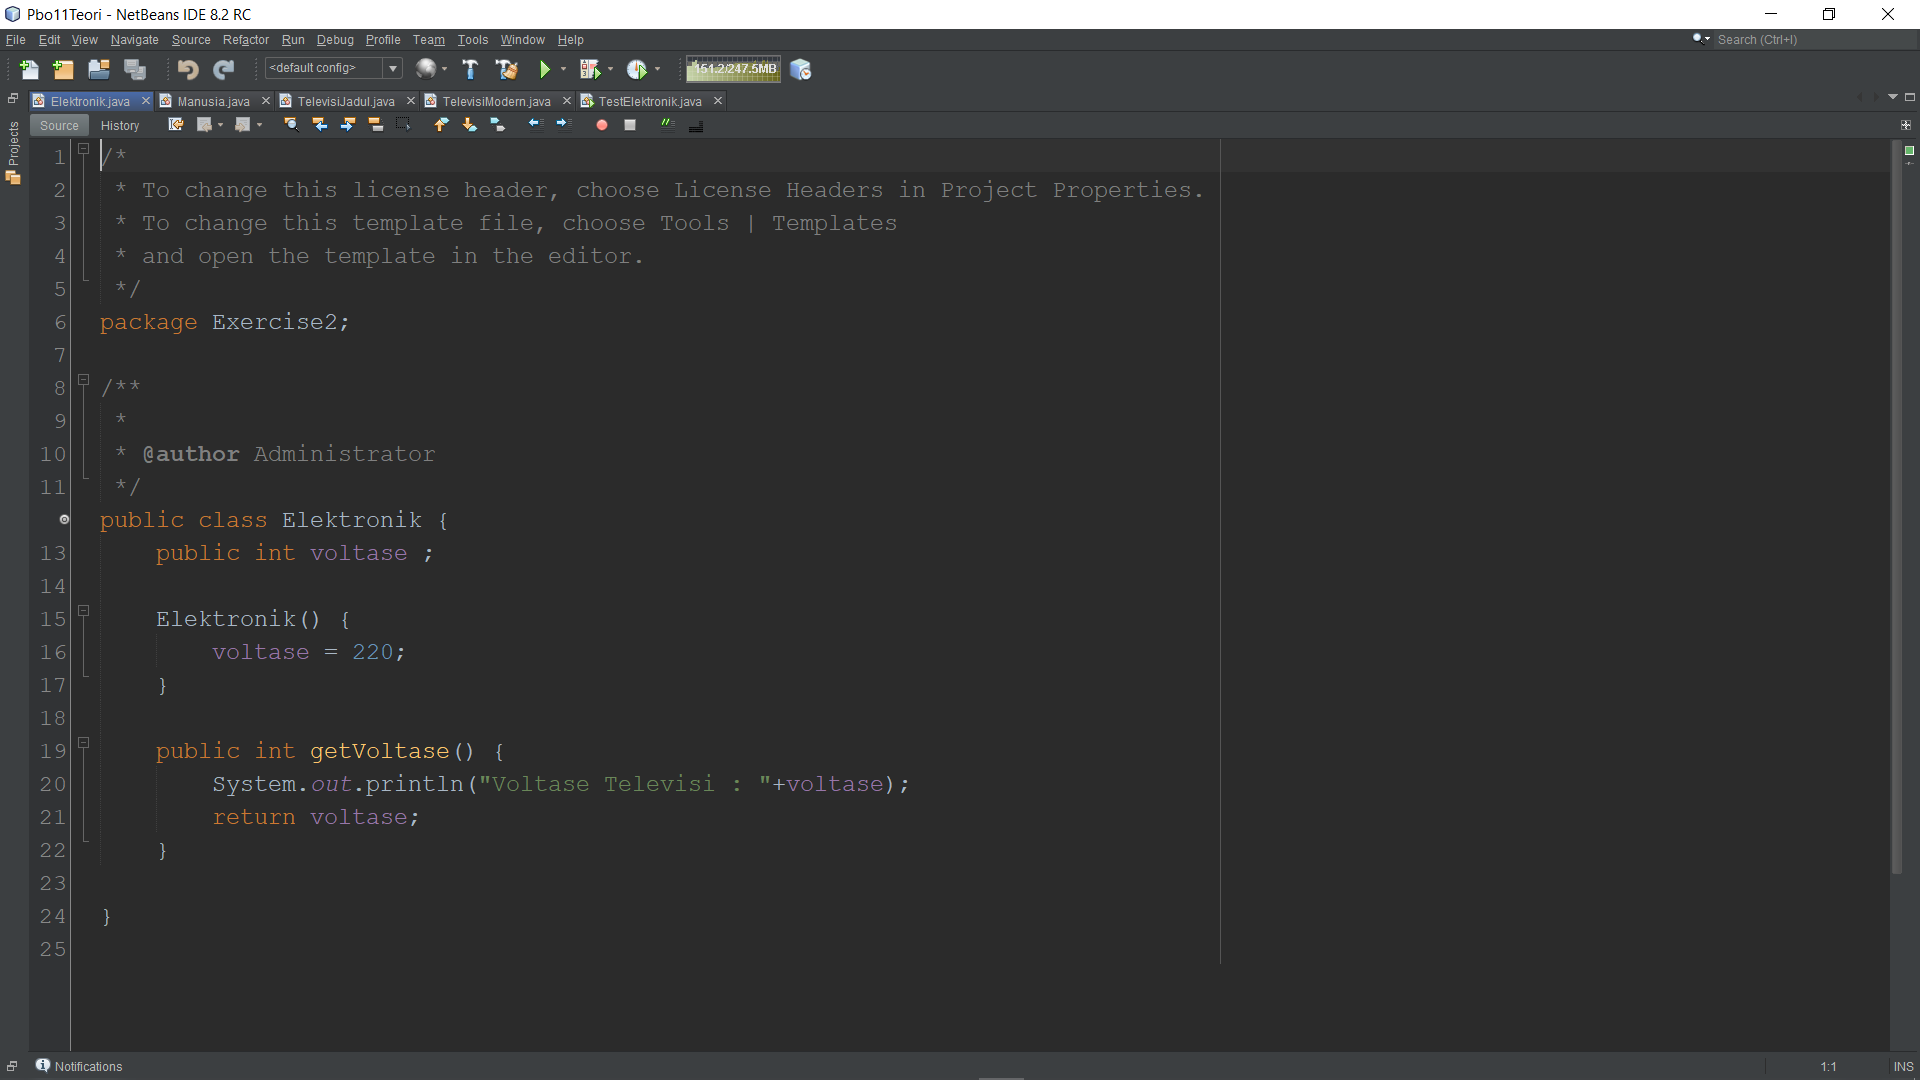 Pbo11Teori - NetBeans IDE 8.2 RC
File Edit View Navigate Source Refactor Run Debug Profile Team Tools Window Help
Search (Ctrl+I)
<default config>
151.2/247.5MB
Elektronik.java Manusia.java TelevisiJadul.java TelevisiModern.java TestElektronik.java
Source History
Projects
1 /*
2 * To change this license header, choose License Headers in Project Properties.
3 * To change this template file, choose Tools | Templates
4 * and open the template in the editor.
5 */
6 package Exercise2;
7
8 /**
9 *
10 * @author Administrator
11 */
public class Elektronik {
13 public int voltase ;
14
15 Elektronik() {
16 voltase = 220;
17 }
18
19 public int getVoltase() {
20 System.out.println("Voltase Televisi : "+voltase);
21 return voltase;
22 }
23
24 }
25
Notifications
1:1 INS